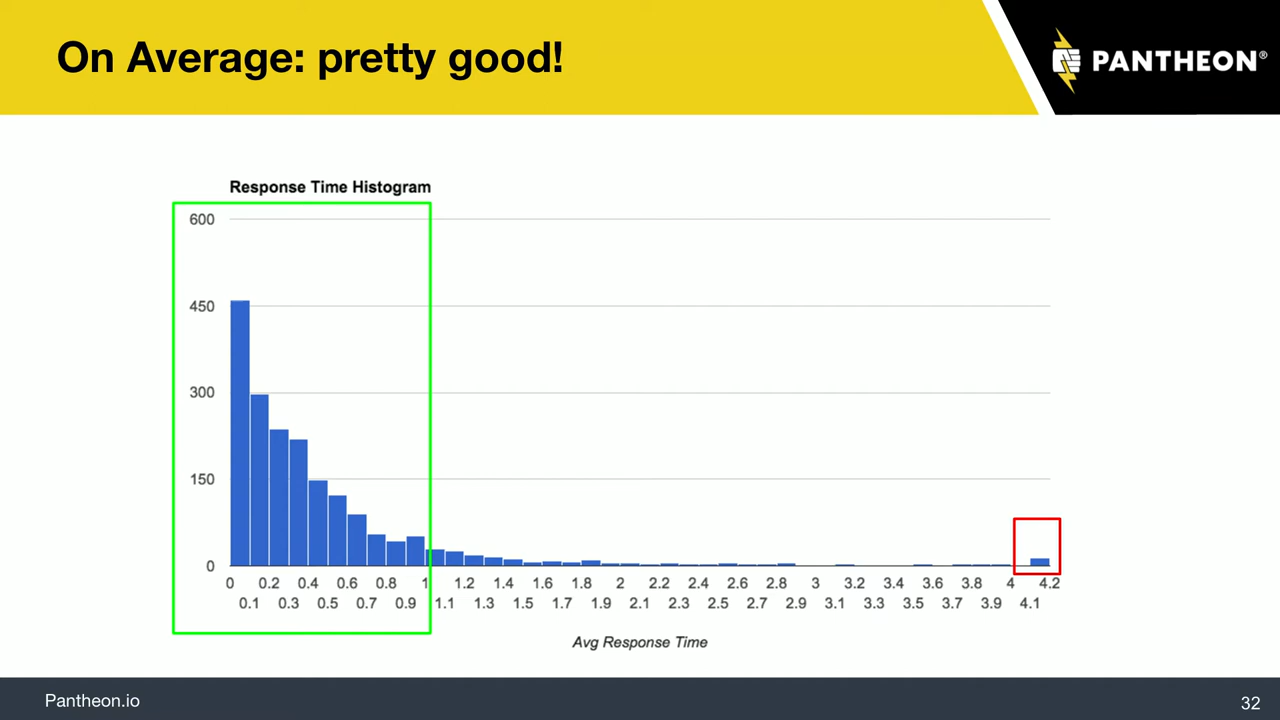 On Average: pretty good!
PANTHEON®
Response Time Histogram
600
450
300
150
0
0 0.2 0.4 0.6 0.8 1 1.2 1.4 1.6 1.8 2 2.2 2.4 2.6 2.8 3 3.2 3.4 3.6 3.8 4 4.2
0.1 0.3 0.5 0.7 0.9 1.1 1.3 1.5 1.7 1.9 2.1 2.3 2.5 2.7 2.9 3.1 3.3 3.5 3.7 3.9 4.1
Avg Response Time
Pantheon.io
32